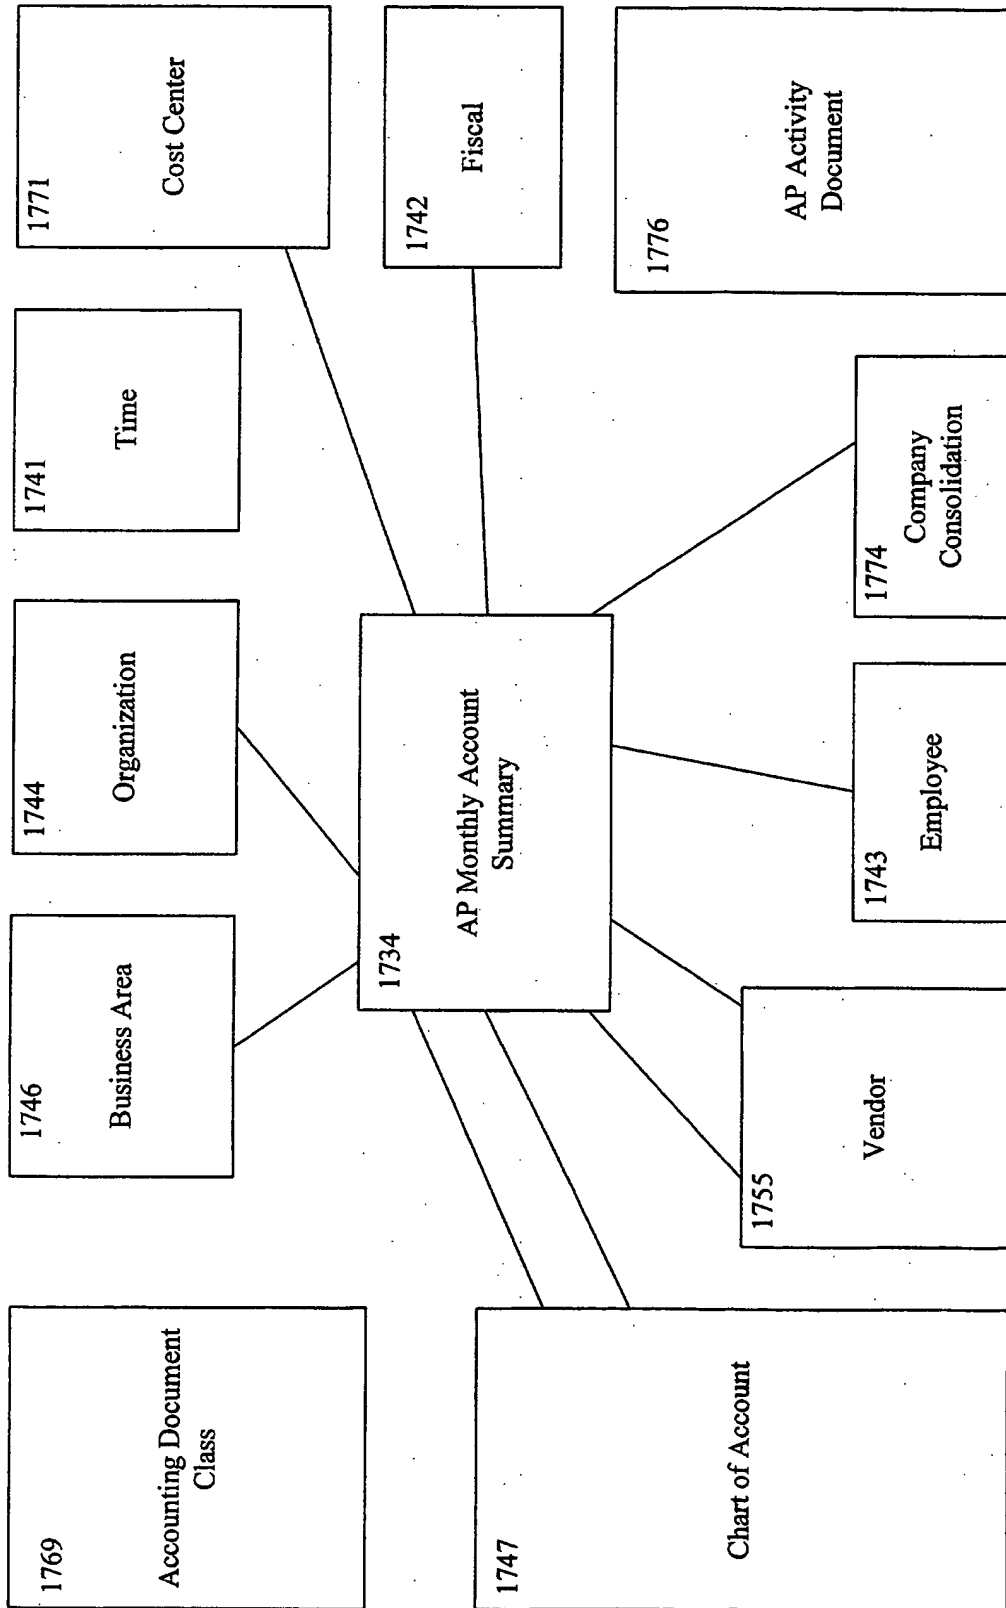 1769
Accounting Document
Class
1746
Business Area
1744
Organization
1741
Time
1771
Cost Center
1734
AP Monthly Account
Summary
1742
Fiscal
1747
Chart of Account
1755
Vendor
1743
Employee
1774
Company
Consolidation
1776
AP Activity
Document